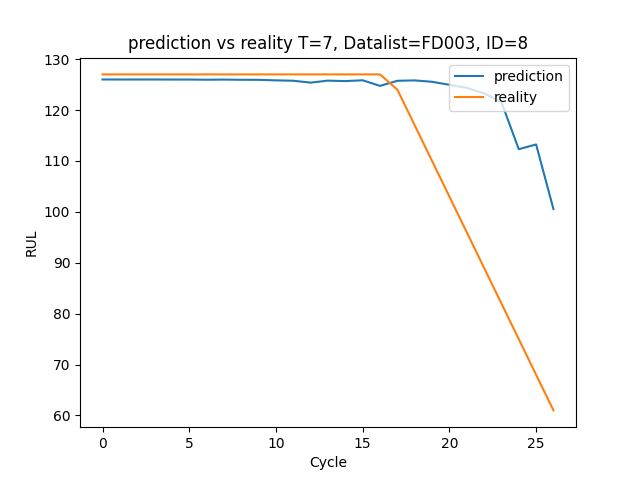 prediction vs reality T=7, Datalist=FD003, ID=8
130
120
110
100
90
80
70
60
RUL
prediction
reality
0 5 10 15 20 25
Cycle